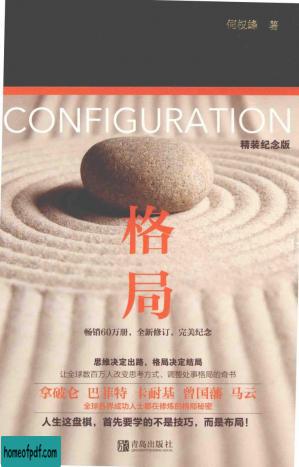 何权峰 著
CONFIGURATION
精装纪念版
格
局
畅销60万册，全新修订，完美纪念
思维决定出路，格局决定结局
让全球数百万人改变思考方式、调整处事格局的奇书
拿破仑 巴菲特 卡耐基 曾国藩 马云
全球各界成功人士都在修炼的格局秘密
人生这盘棋，首先要学的不是技巧，而是布局！
青岛出版社
homeofpdf.com